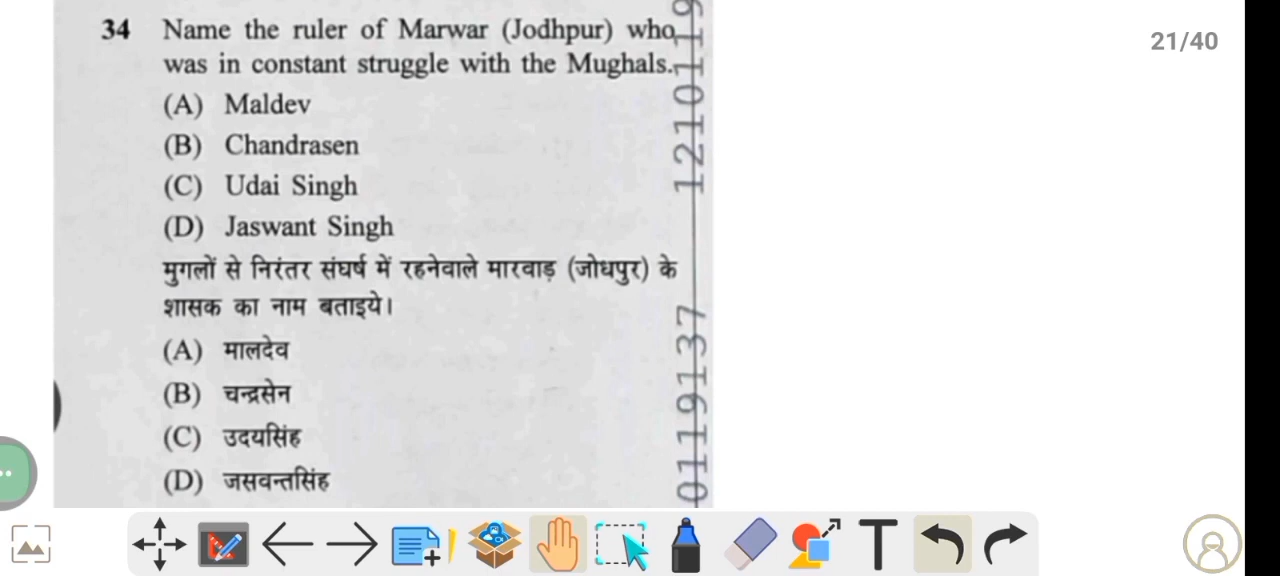 34 Name the ruler of Marwar (Jodhpur) who
was in constant struggle with the Mughals.
(A) Maldev
(B) Chandrasen
(C) Udai Singh
(D) Jaswant Singh
मुगलों से निरंतर संघर्ष में रहनेवाले मारवाड़ (जोधपुर) के
शासक का नाम बताइये।
(A) मालदेव
(B) चन्द्रसेन
(C) उदयसिंह
(D) जसवन्तसिंह
01119137
12101119
21/40
T